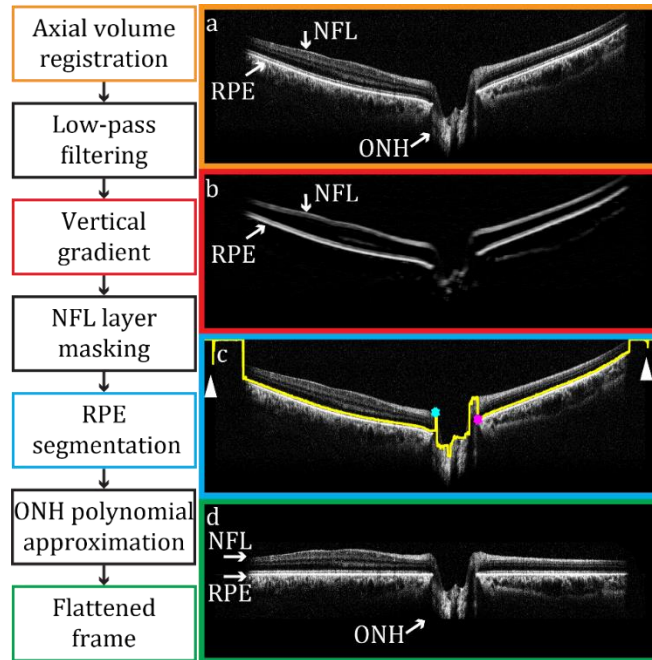 Axial volume
registration
Low-pass
filtering
Vertical
gradient
NFL layer
masking
RPE
segmentation
ONH polynomial
approximation
Flattened
frame
a
NFL
RPE
ONH
b
NFL
RPE
c
d
NFL
RPE
ONH